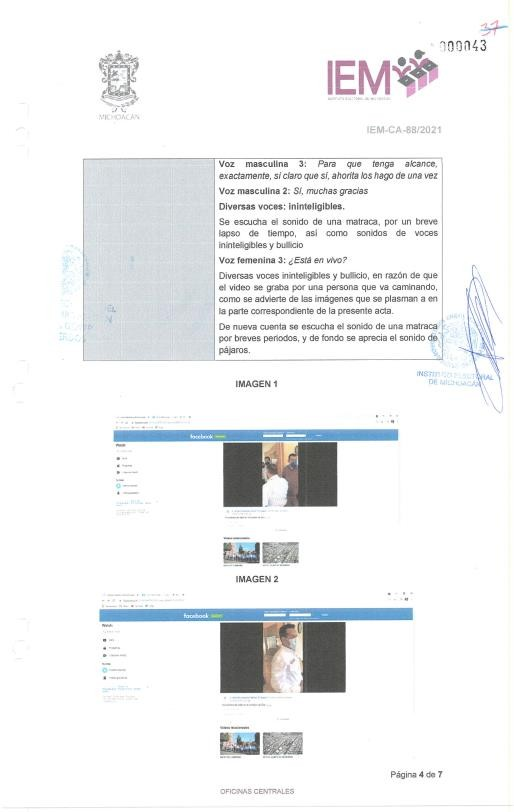 37
000043
MICHOACÁN
IEM
INSTITUTO ELECTORAL DE MICHOACÁN
IEM-CA-88/2021
Voz masculina 3: Para que tenga alcance,
exactamente, sí claro que sí, ahorita los hago de una vez
Voz masculina 2: Sí, muchas gracias
Diversas voces: ininteligibles.
Se escucha el sonido de una matraca, por un breve
lapso de tiempo, así como sonidos de voces
ininteligibles y bullicio
Voz femenina 3: ¿Está en vivo?
Diversas voces ininteligibles y bullicio, en razón de que
el video se graba por una persona que va caminando,
como se advierte de las imágenes que se plasman a en
la parte correspondiente de la presente acta.
De nueva cuenta se escucha el sonido de una matraca
por breves periodos, y de fondo se aprecia el sonido de
pájaros.
INSTITUTO ELECTORAL
DE MICHOACÁN
IMAGEN 1
facebook
Watch
IMAGEN 2
facebook
Watch
Página 4 de 7
OFICINAS CENTRALES